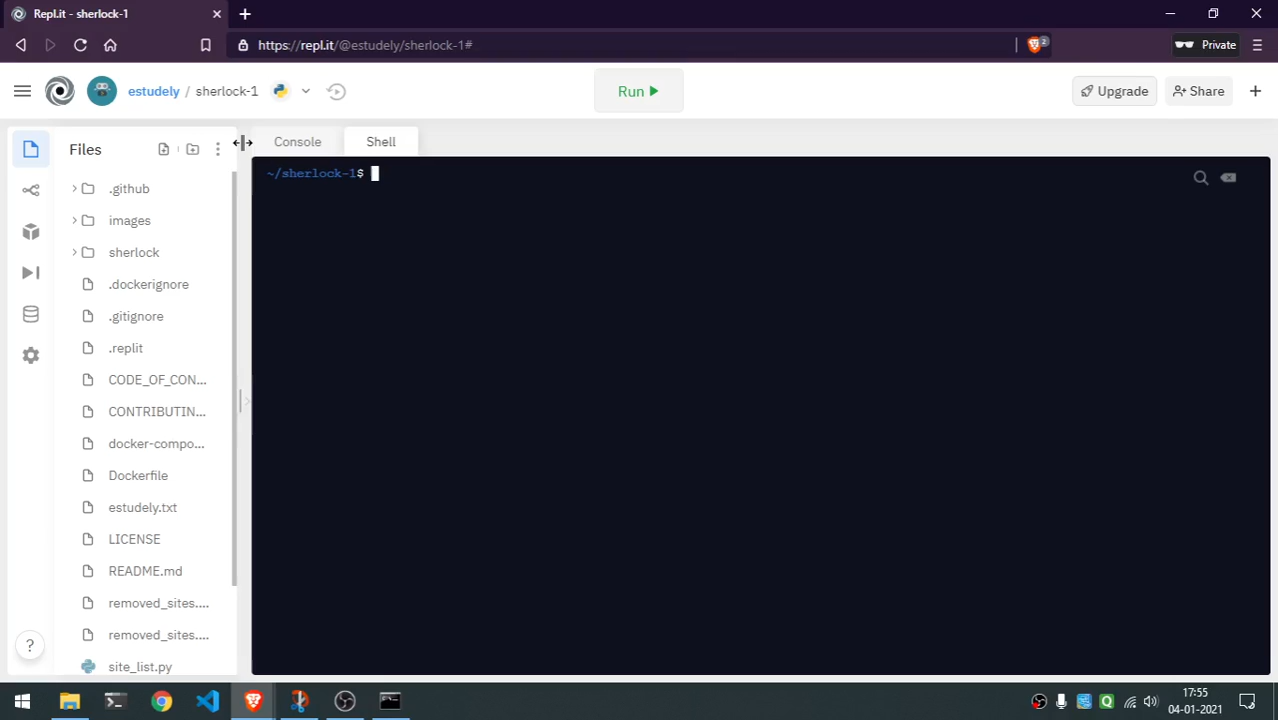 Repl.it - sherlock-1
https://repl.it/@estudely/sherlock-1#
2
Private
estudely / sherlock-1
Run
Upgrade
Share
Files
Console
Shell
~/sherlock-1$
.github
images
sherlock
.dockerignore
.gitignore
.replit
CODE_OF_CON...
CONTRIBUTIN...
docker-compo...
Dockerfile
estudely.txt
LICENSE
README.md
removed_sites....
removed_sites....
site_list.py
?
17:55
04-01-2021